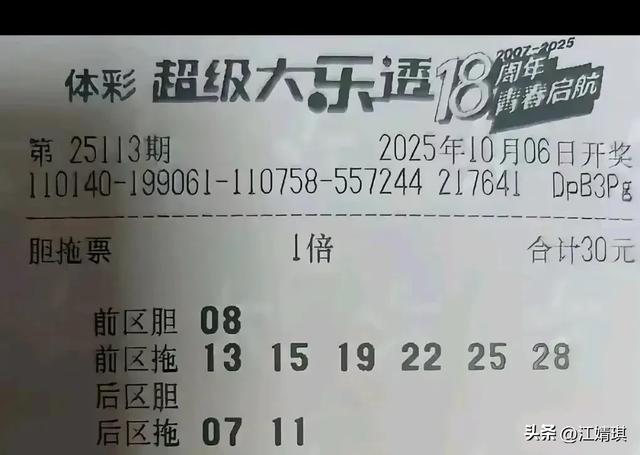 体彩 超级大乐透 18 2007-2025
周年
青春启航
第 25113期 2025年10月06日开奖
110140-199061-110758-557244 217641 DpB3Pg
胆拖票 1倍 合计30元
前区胆 08
前区拖 13 15 19 22 25 28
后区胆
后区拖 07 11
头条 @江婧琪